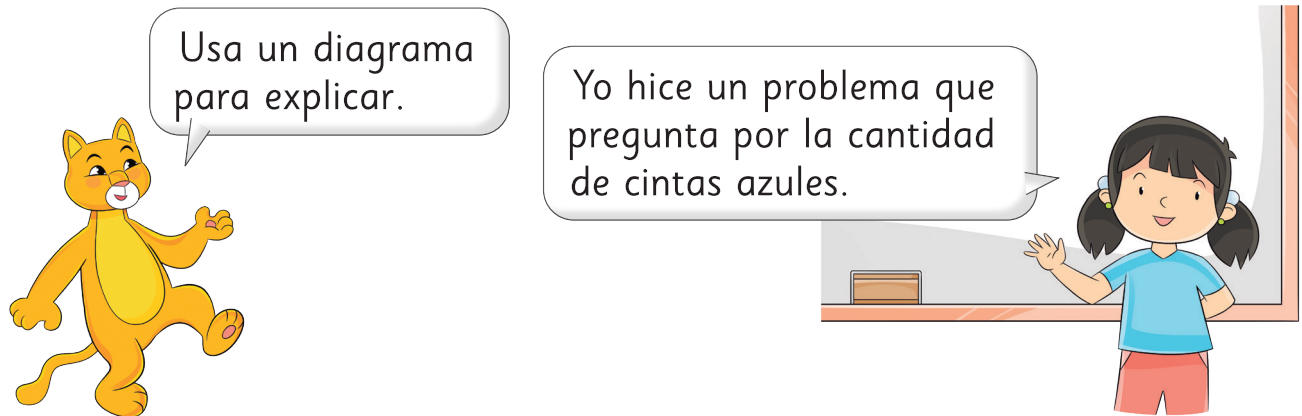 Usa un diagrama
para explicar.
Yo hice un problema que
pregunta por la cantidad
de cintas azules.